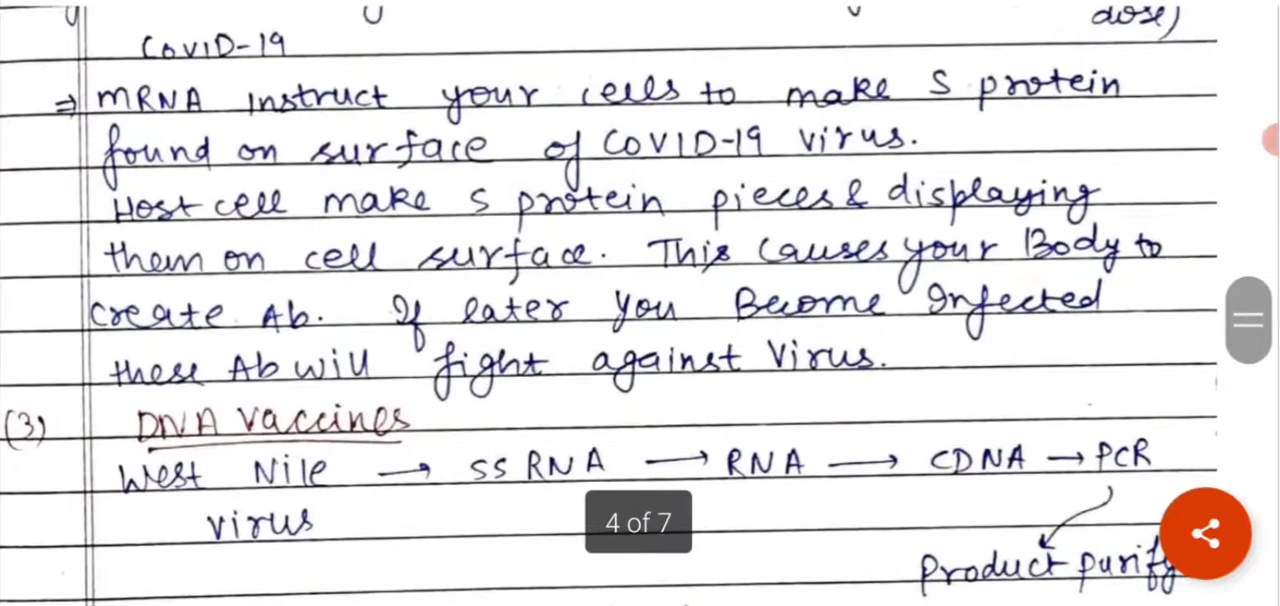 dose)
COVID-19
⇒ mRNA Instruct your cells to make S protein
found on surface of COVID-19 virus.
Host cell make S protein pieces & displaying
them on cell surface. This causes your Body to
create Ab. If later you Become Infected
these Ab will fight against Virus.
(3) DNA Vaccines
West Nile → SS RNA → RNA → CDNA → PCR
virus
4 of 7
Product purify